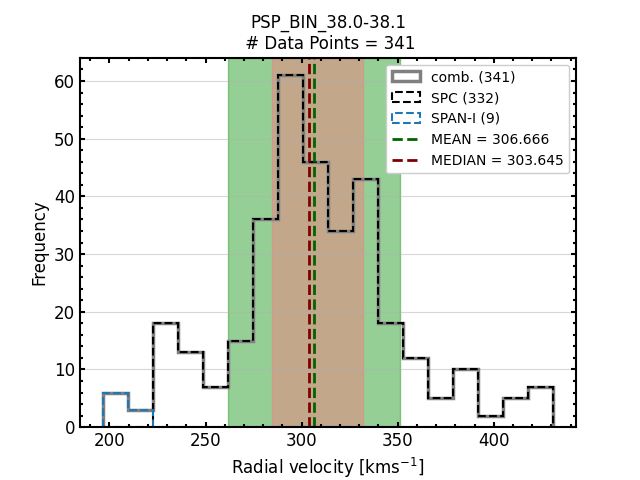 PSP_BIN_38.0-38.1
# Data Points = 341
comb. (341)
SPC (332)
SPAN-I (9)
MEAN = 306.666
MEDIAN = 303.645
Frequency
60
50
40
30
20
10
0
200 250 300 350 400
Radial velocity [kms⁻¹]